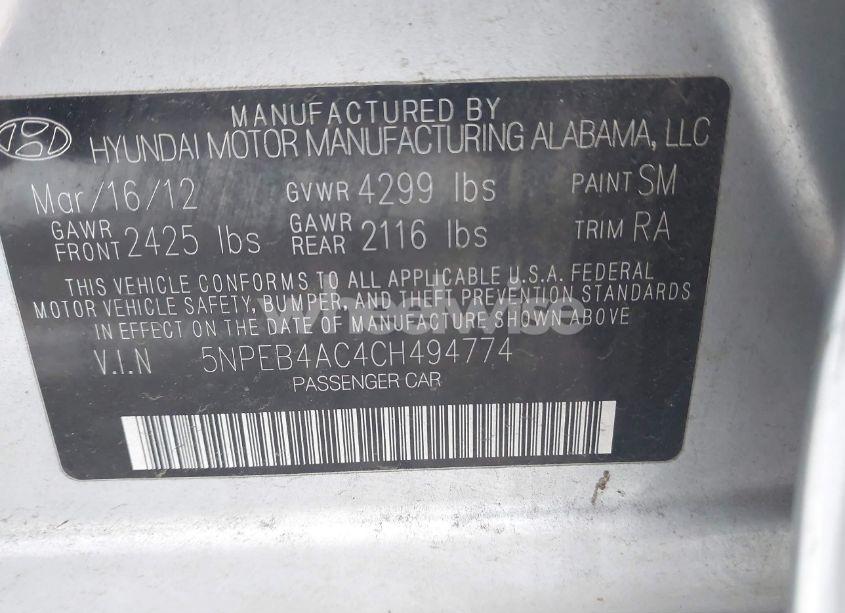 MANUFACTURED BY
HYUNDAI MOTOR MANUFACTURING ALABAMA, LLC
Mar/16/12 GVWR 4299 lbs PAINT SM
GAWR FRONT 2425 lbs GAWR REAR 2116 lbs TRIM RA
THIS VEHICLE CONFORMS TO ALL APPLICABLE U.S.A. FEDERAL
MOTOR VEHICLE SAFETY, BUMPER, AND THEFT PREVENTION STANDARDS
IN EFFECT ON THE DATE OF MANUFACTURE SHOWN ABOVE
V.I.N 5NPEB4AC4CH494774
PASSENGER CAR